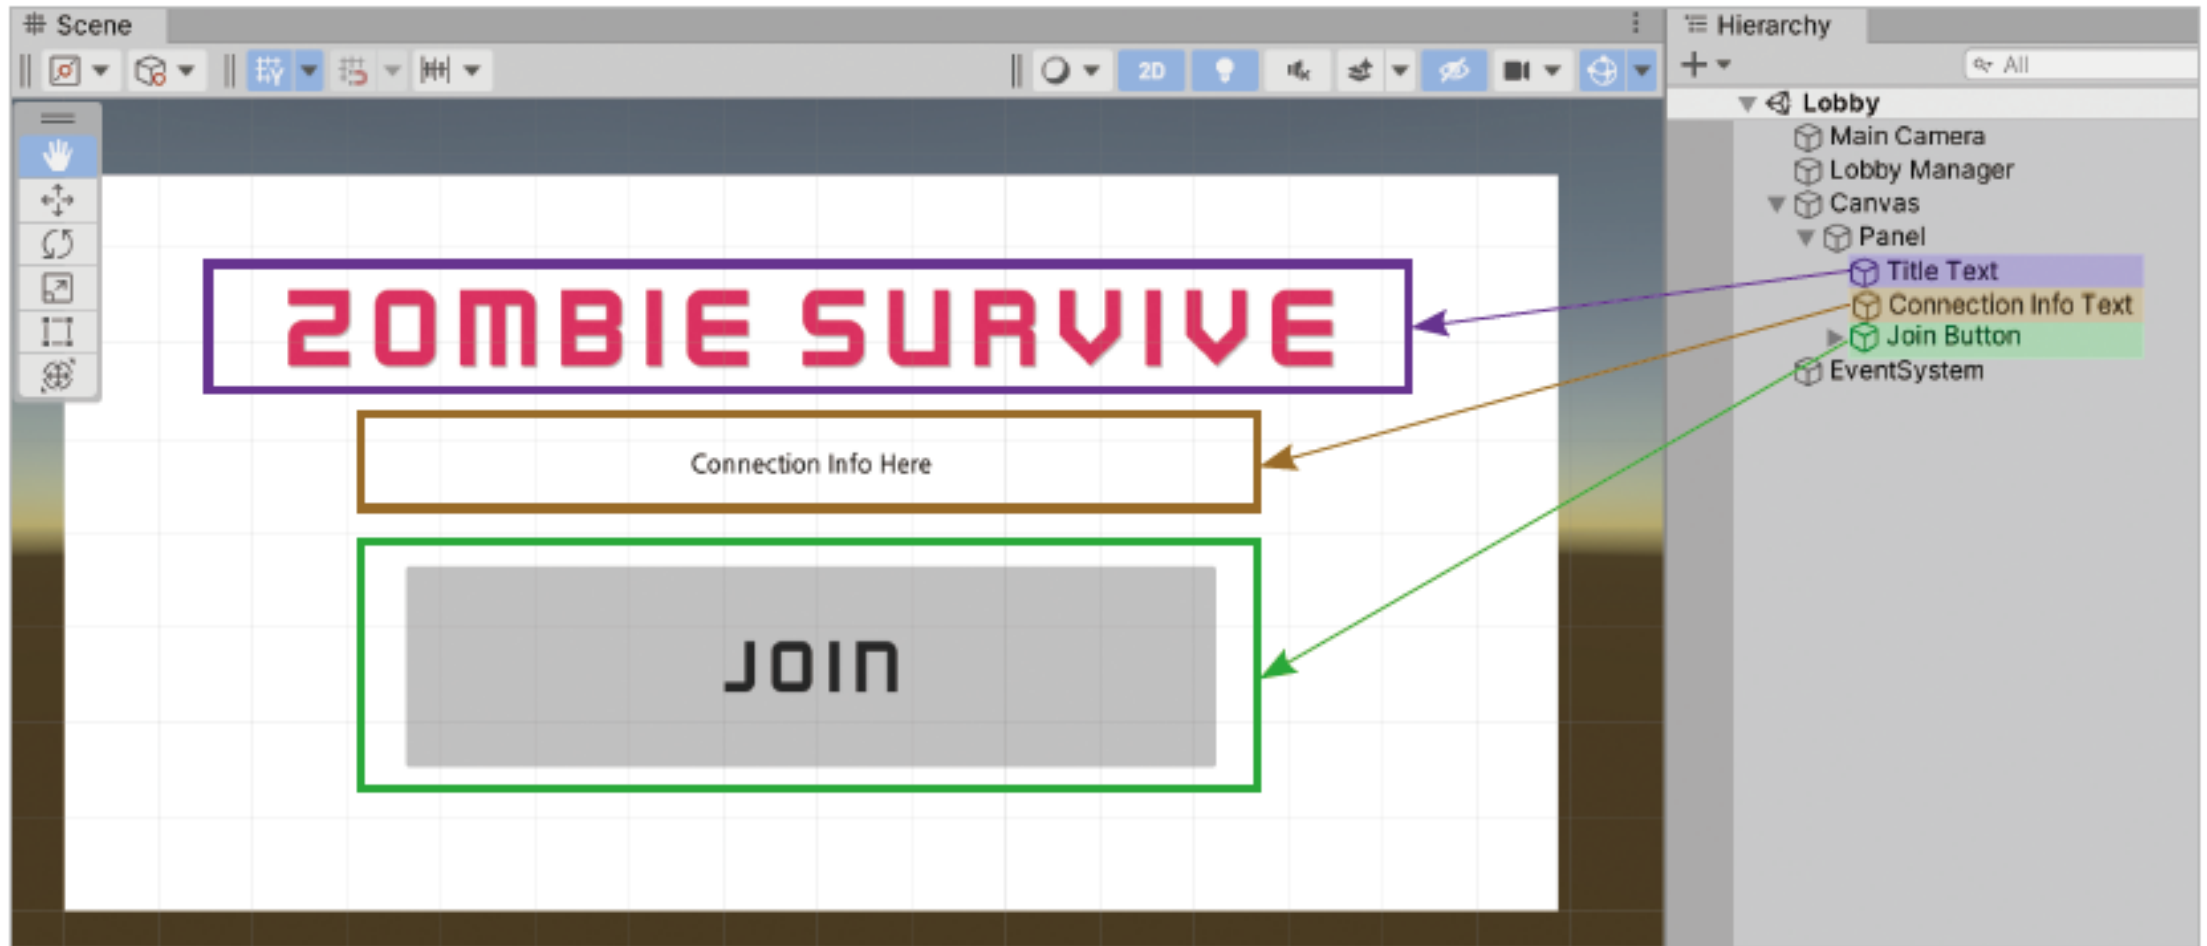 Scene
2D
ZOMBIE SURVIVE
Connection Info Here
JOIN
Hierarchy
All
Lobby
Main Camera
Lobby Manager
Canvas
Panel
Title Text
Connection Info Text
Join Button
EventSystem